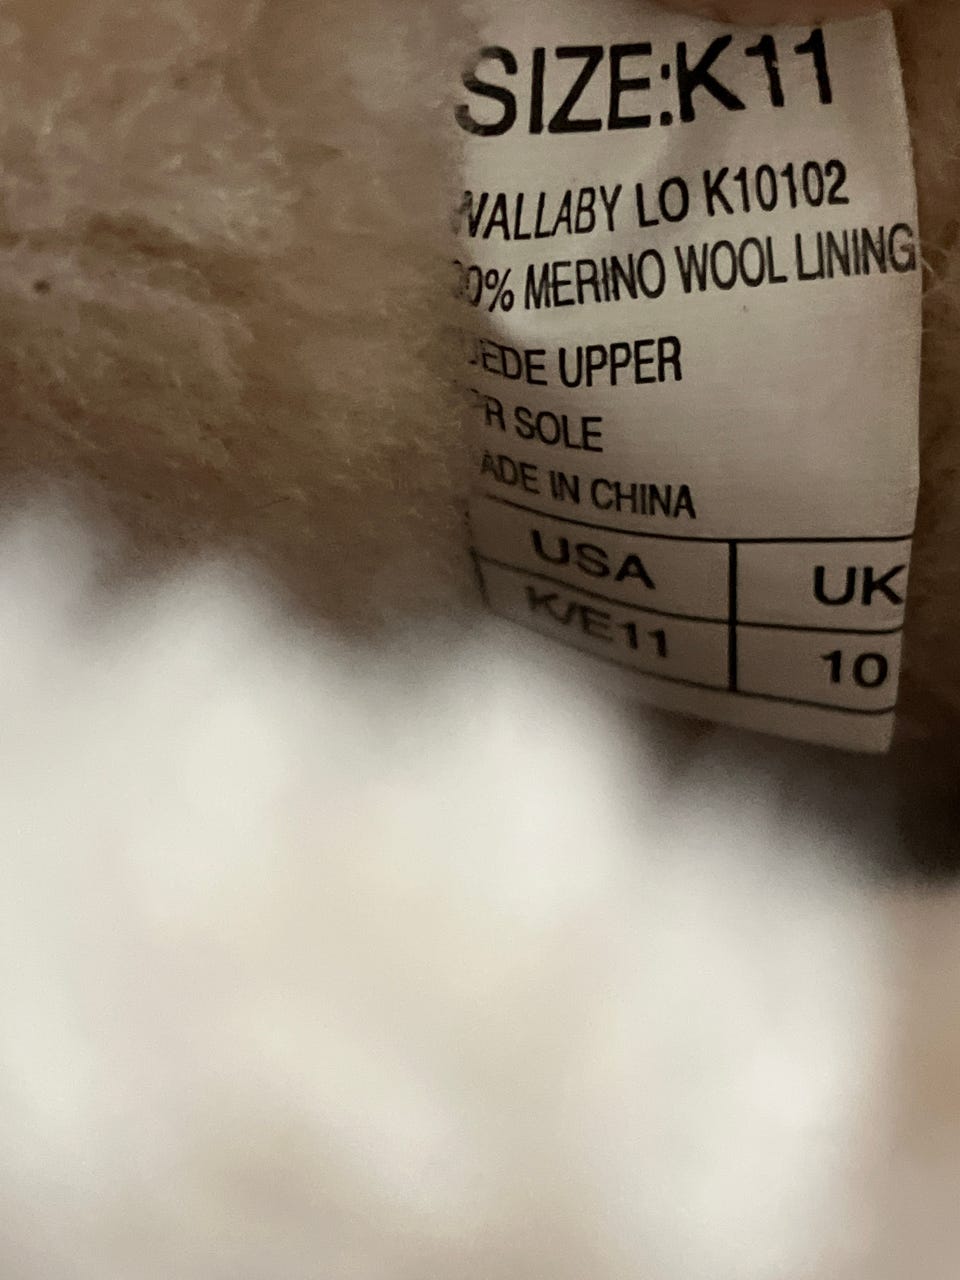 SIZE:K11
WALLABY LO K10102
0% MERINO WOOL LINING
EDE UPPER
R SOLE
ADE IN CHINA
USA UK
K/E11 10